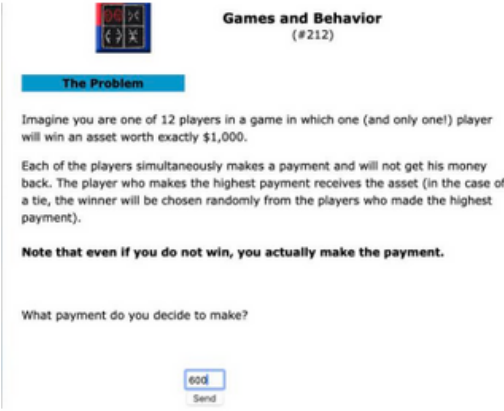 Games and Behavior
(#212)
The Problem
Imagine you are one of 12 players in a game in which one (and only one!) player
will win an asset worth exactly $1,000.
Each of the players simultaneously makes a payment and will not get his money
back. The player who makes the highest payment receives the asset (in the case of
a tie, the winner will be chosen randomly from the players who made the highest
payment).
Note that even if you do not win, you actually make the payment.
What payment do you decide to make?
600
Send